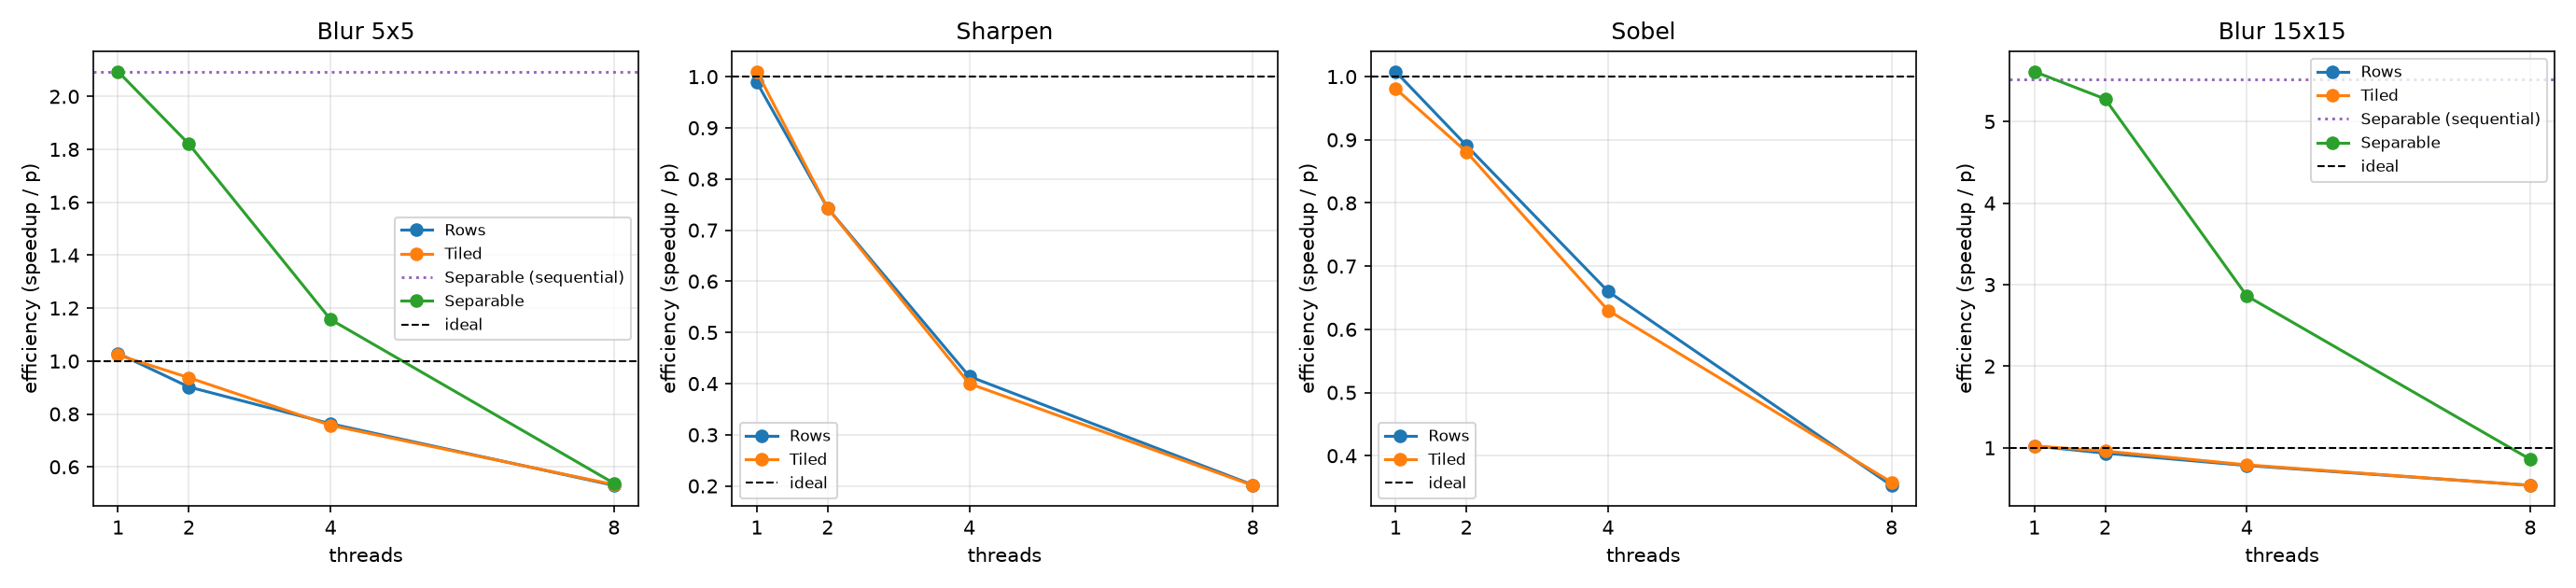 Blur 5x5
efficiency (speedup / p)
2.0
1.8
1.6
1.4
1.2
1.0
0.8
0.6
Rows
Tiled
Separable (sequential)
Separable
ideal
1 2 4 8
threads
Sharpen
efficiency (speedup / p)
1.0
0.9
0.8
0.7
0.6
0.5
0.4
0.3
0.2
Rows
Tiled
ideal
1 2 4 8
threads
Sobel
efficiency (speedup / p)
1.0
0.9
0.8
0.7
0.6
0.5
0.4
Rows
Tiled
ideal
1 2 4 8
threads
Blur 15x15
efficiency (speedup / p)
5
4
3
2
1
Rows
Tiled
Separable (sequential)
Separable
ideal
1 2 4 8
threads